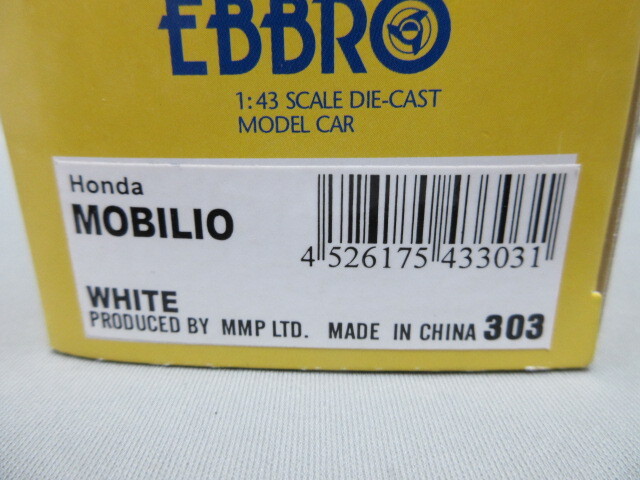 EBBRO
1:43 SCALE DIE-CAST
MODEL CAR
Honda
MOBILIO
4 526175 433031
WHITE
PRODUCED BY MMP LTD. MADE IN CHINA 303